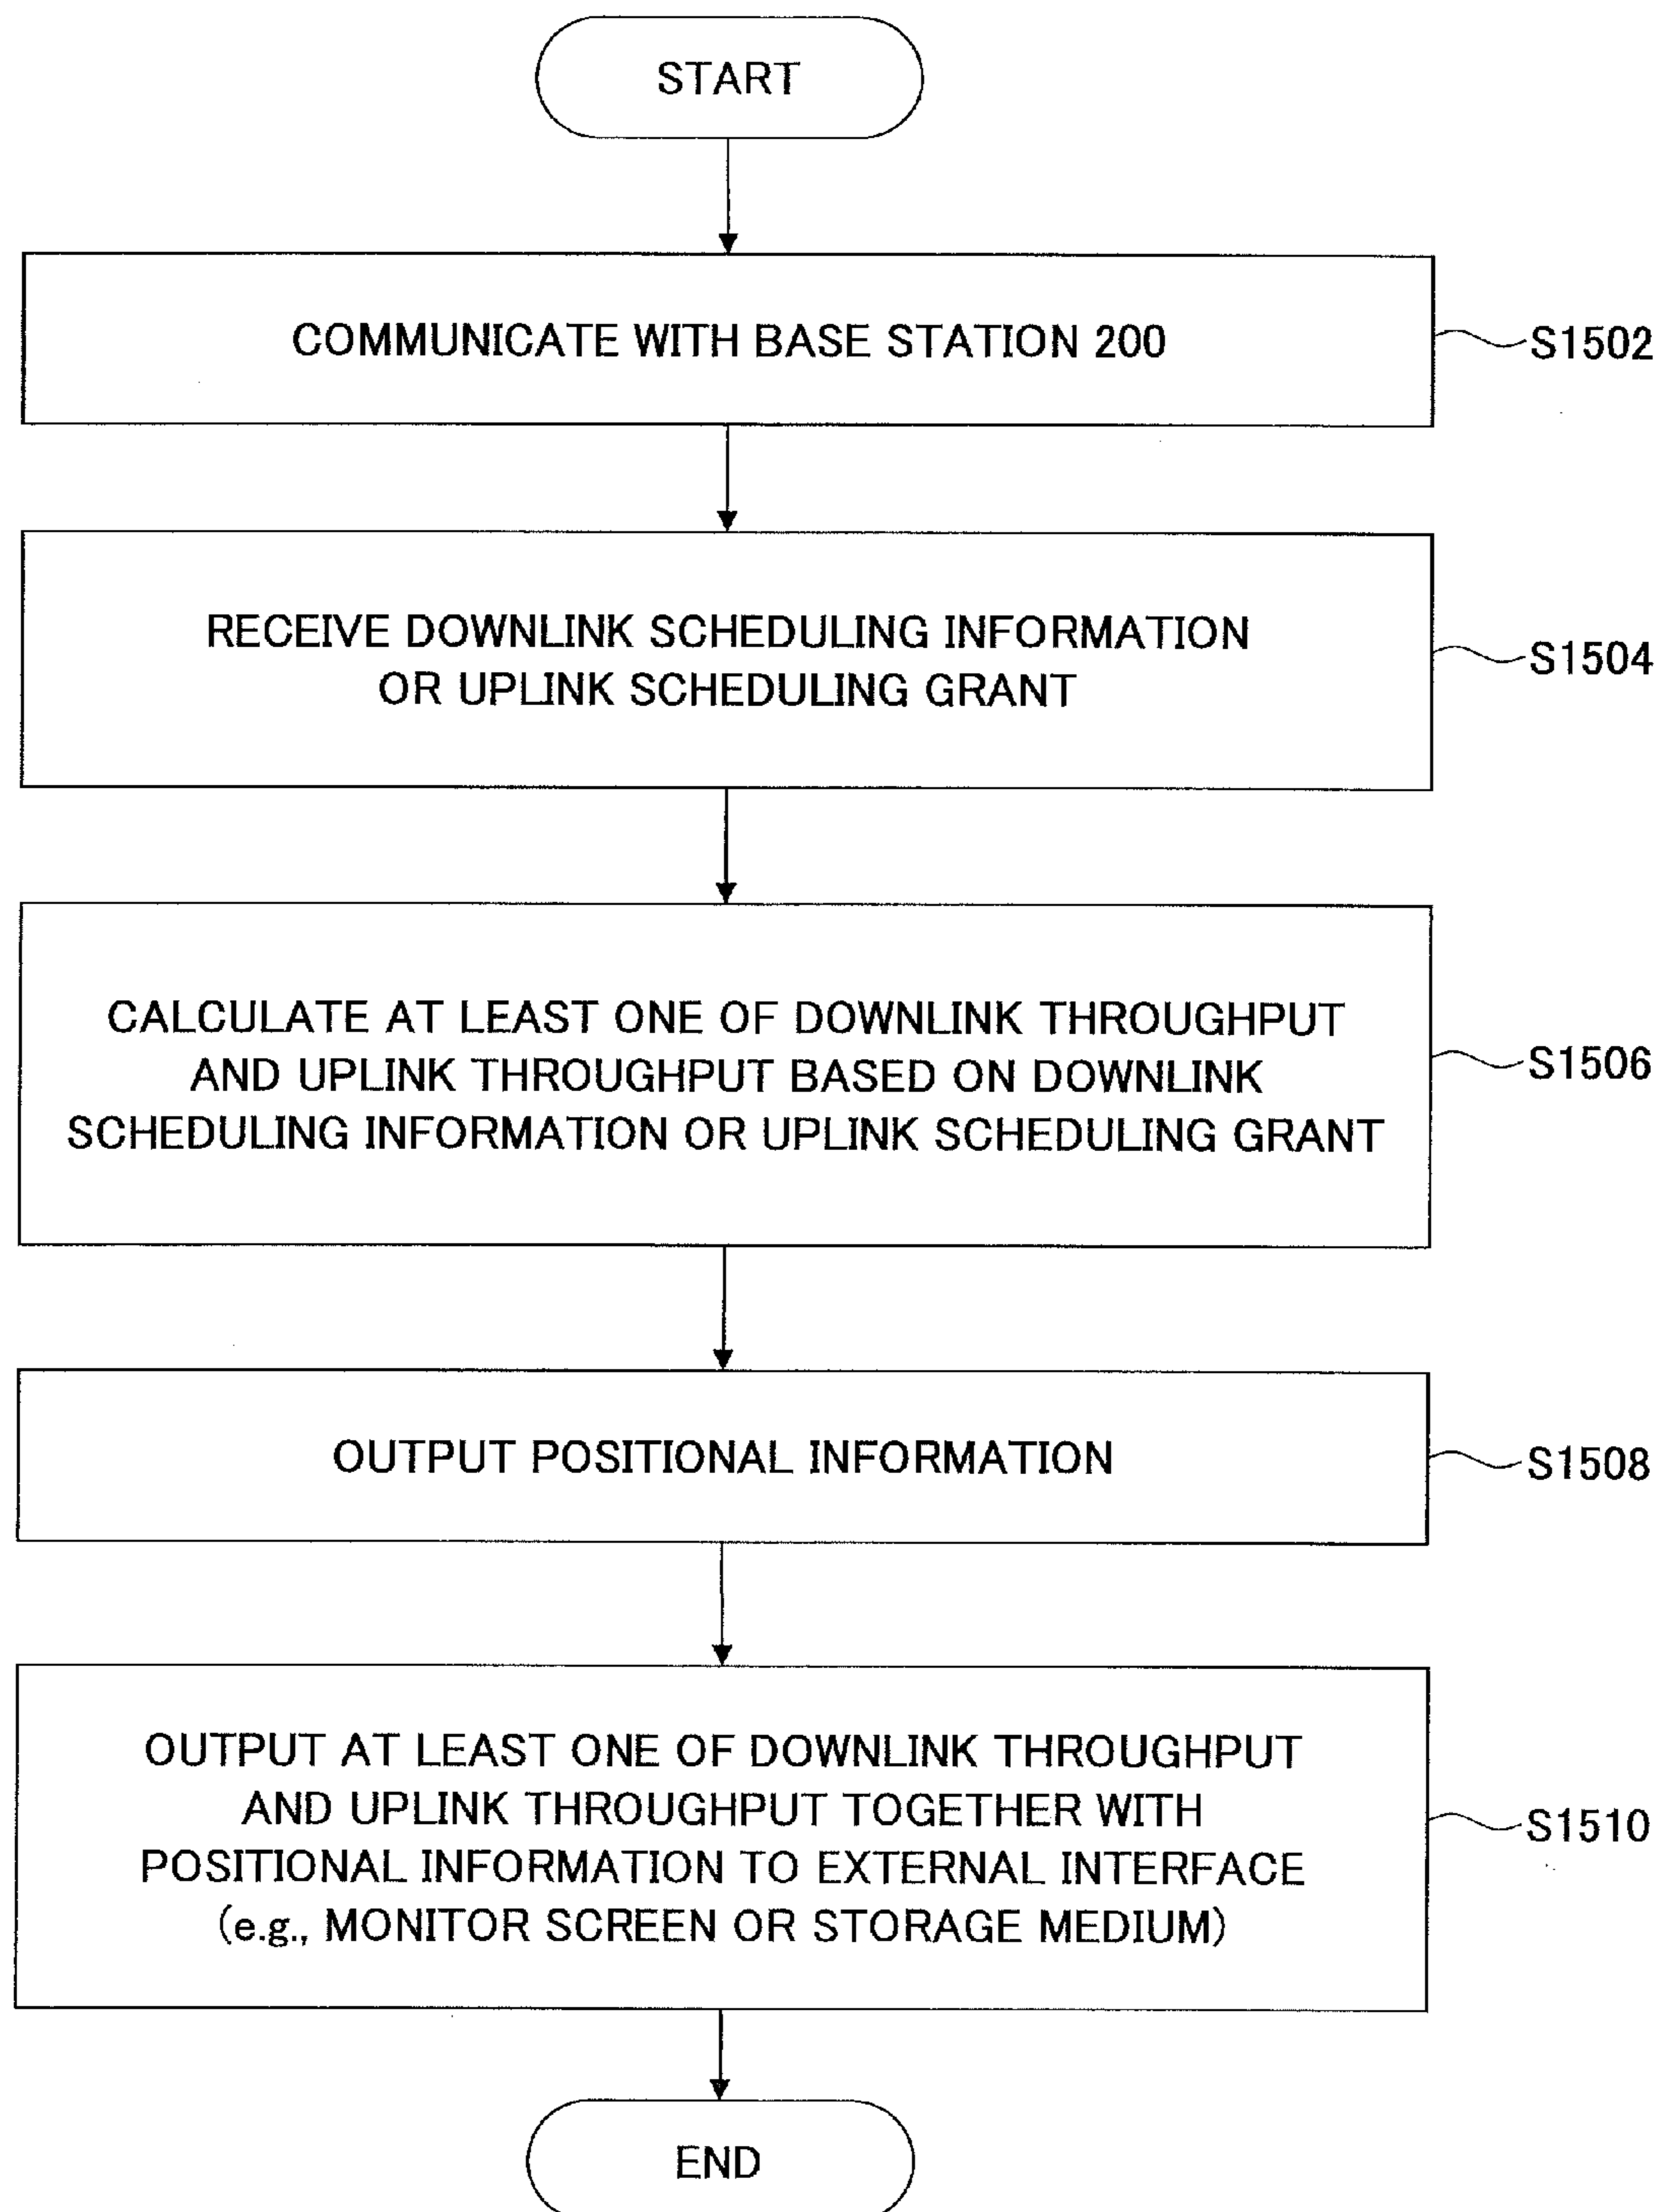 START
COMMUNICATE WITH BASE STATION 200
S1502
RECEIVE DOWNLINK SCHEDULING INFORMATION
OR UPLINK SCHEDULING GRANT
S1504
CALCULATE AT LEAST ONE OF DOWNLINK THROUGHPUT
AND UPLINK THROUGHPUT BASED ON DOWNLINK
SCHEDULING INFORMATION OR UPLINK SCHEDULING GRANT
S1506
OUTPUT POSITIONAL INFORMATION
S1508
OUTPUT AT LEAST ONE OF DOWNLINK THROUGHPUT
AND UPLINK THROUGHPUT TOGETHER WITH
POSITIONAL INFORMATION TO EXTERNAL INTERFACE
(e.g., MONITOR SCREEN OR STORAGE MEDIUM)
S1510
END